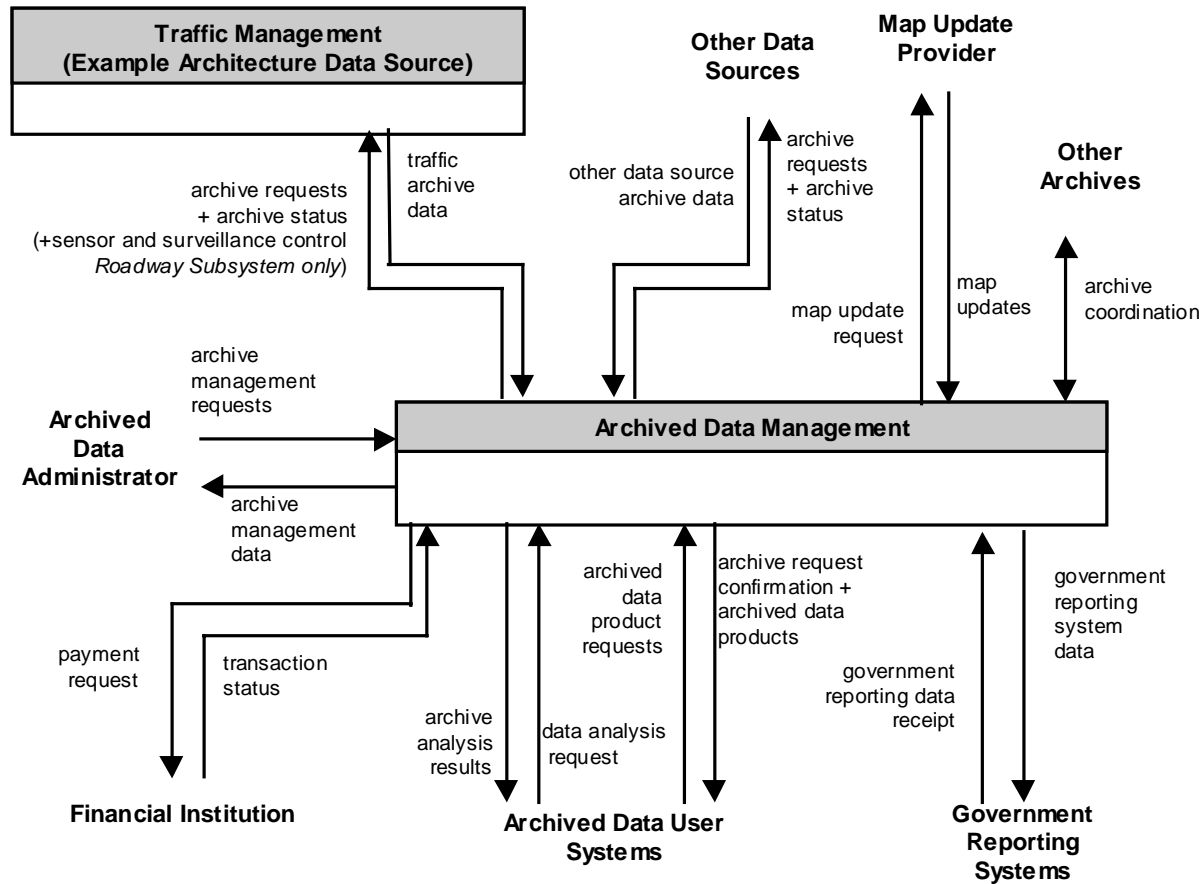 Traffic Management
(Example Architecture Data Source)
Other Data
Sources
Map Update
Provider
Other
Archives
traffic
archive
data
archive requests
+ archive status
(+sensor and surveillance control
Roadway Subsystem only)
other data source
archive data
archive
requests
+ archive
status
map update
request
map
updates
archive
coordination
archive
management
requests
Archived
Data
Administrator
archive
management
data
Archived Data Management
payment
request
transaction
status
Financial Institution
archive
analysis
results
data analysis
request
archived
data
product
requests
archive request
confirmation +
archived data
products
Archived Data User
Systems
government
reporting data
receipt
government
reporting
system
data
Government
Reporting
Systems